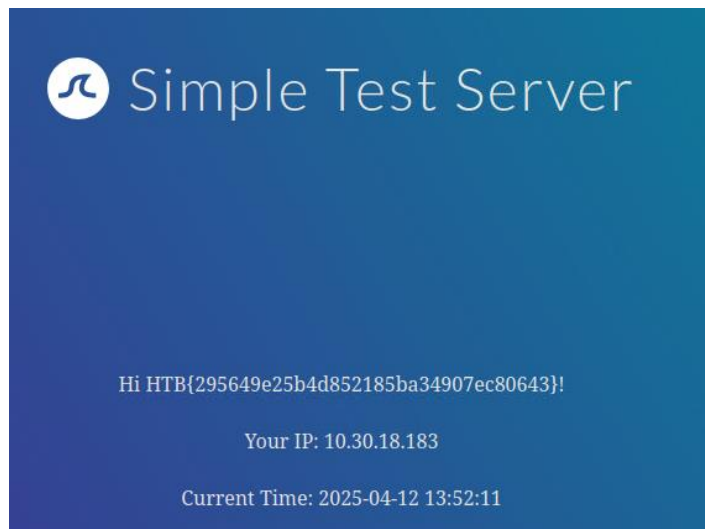 Simple Test Server
Hi HTB{295649e25b4d852185ba34907ec80643}!
Your IP: 10.30.18.183
Current Time: 2025-04-12 13:52:11